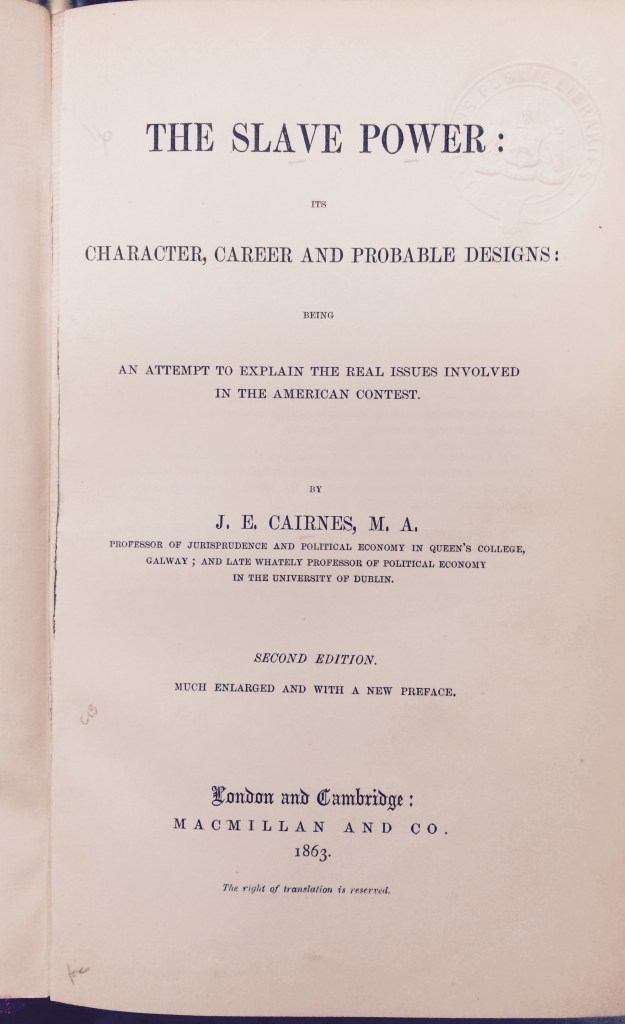 THE SLAVE POWER:
ITS
CHARACTER, CAREER AND PROBABLE DESIGNS:
BEING
AN ATTEMPT TO EXPLAIN THE REAL ISSUES INVOLVED
IN THE AMERICAN CONTEST.
BY
J. E. CAIRNES, M. A.
PROFESSOR OF JURISPRUDENCE AND POLITICAL ECONOMY IN QUEEN'S COLLEGE,
GALWAY ; AND LATE WHATELY PROFESSOR OF POLITICAL ECONOMY
IN THE UNIVERSITY OF DUBLIN.
SECOND EDITION.
MUCH ENLARGED AND WITH A NEW PREFACE.
London and Cambridge:
MACMILLAN AND CO.
1863.
The right of translation is reserved.
PUBLIC LIBRARIES